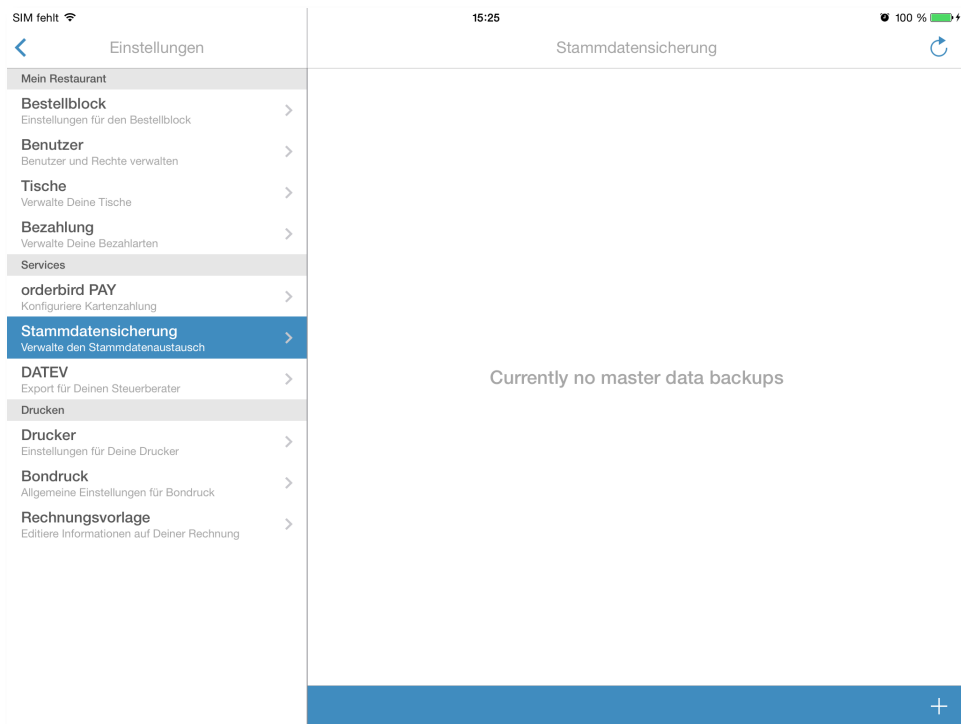 SIM fehlt 15:25 100 %
Einstellungen
Stammdatensicherung
Mein Restaurant
Bestellblock
Einstellungen für den Bestellblock
Benutzer
Benutzer und Rechte verwalten
Tische
Verwalte Deine Tische
Bezahlung
Verwalte Deine Bezahlarten
Services
orderbird PAY
Konfiguriere Kartenzahlung
Stammdatensicherung
Verwalte den Stammdatenaustausch
DATEV
Export für Deinen Steuerberater
Drucken
Drucker
Einstellungen für Deine Drucker
Bondruck
Allgemeine Einstellungen für Bondruck
Rechnungsvorlage
Editiere Informationen auf Deiner Rechnung
Currently no master data backups